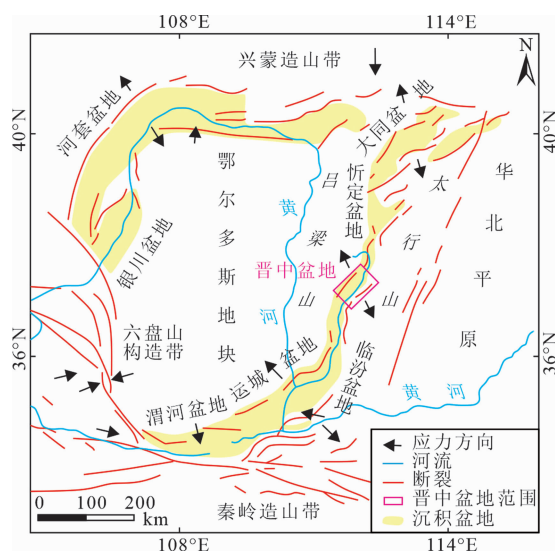 108°E
114°E
兴蒙造山带
N
河套盆地
大同盆地
40°N
40°N
鄂尔多斯地块
吕梁山
忻定盆地
太行山
华北平原
黄河
银川盆地
晋中盆地
六盘山
构造带
36°N
36°N
渭河盆地
运城盆地
临汾盆地
黄河
秦岭造山带
0 100 200
km
应力方向
河流
断裂
晋中盆地范围
沉积盆地
108°E
114°E